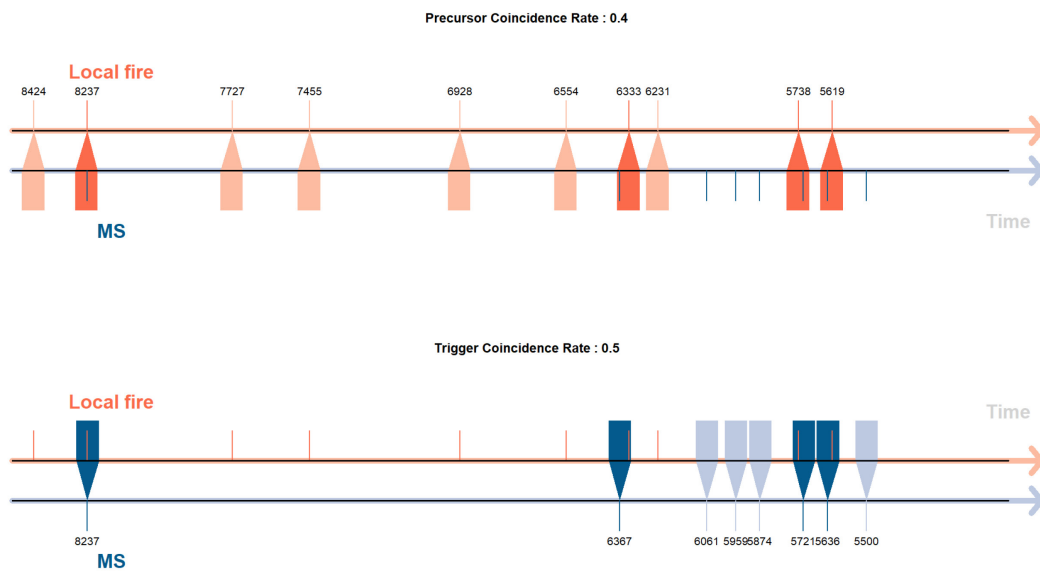 Precursor Coincidence Rate : 0.4
Local fire
8424 8237 7727 7455 6928 6554 6333 6231 5738 5619
MS
Time
Trigger Coincidence Rate : 0.5
Local fire
Time
8237 6367 6061 5959 5874 5721 5636 5500
MS